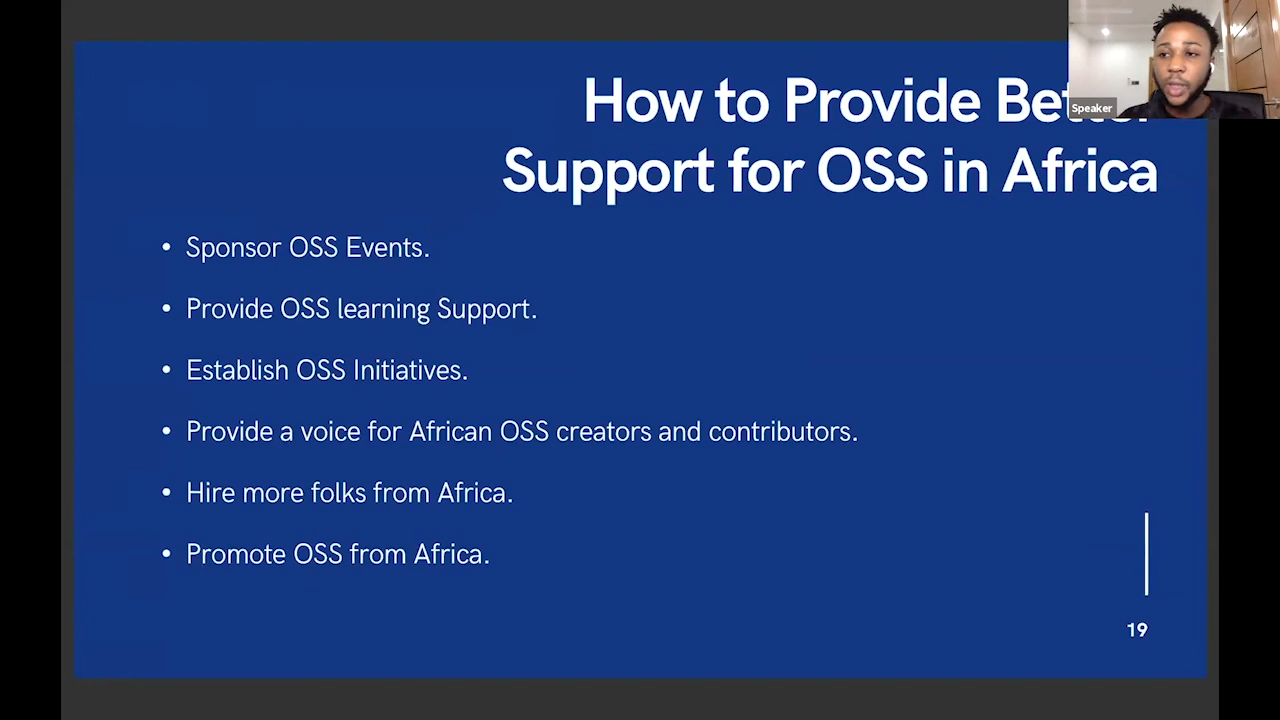 How to Provide
Support for OSS in Africa
Speaker
• Sponsor OSS Events.
• Provide OSS learning Support.
• Establish OSS Initiatives.
• Provide a voice for African OSS creators and contributors.
• Hire more folks from Africa.
• Promote OSS from Africa.
19